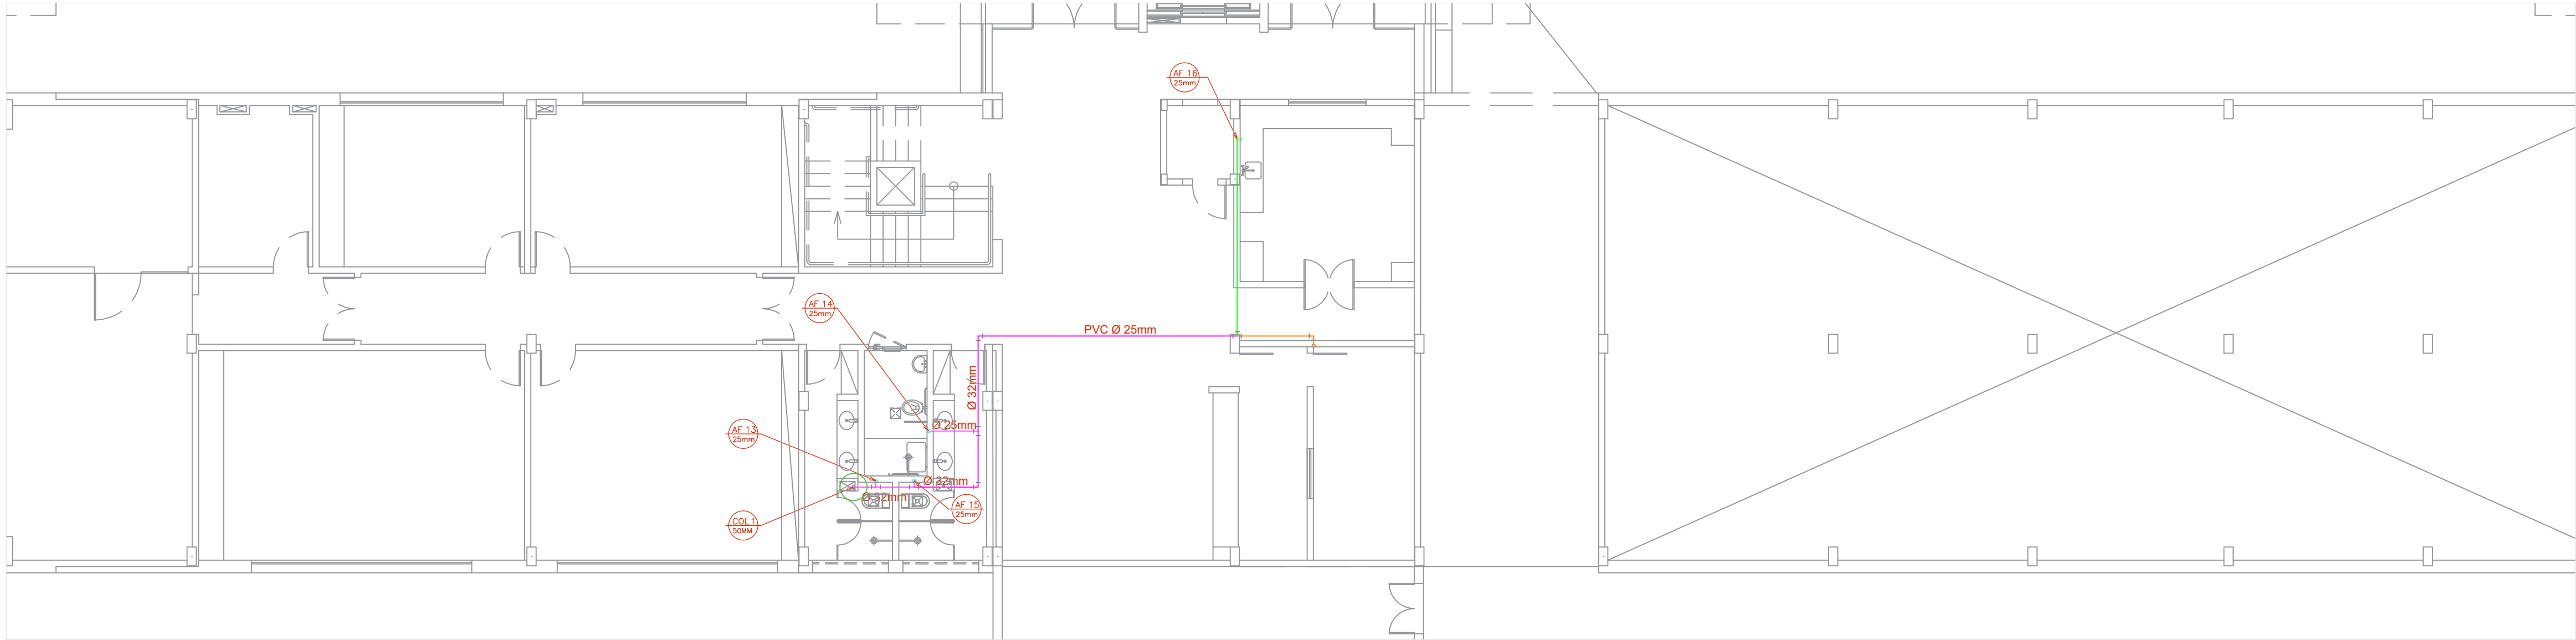 AF 16
25mm
AF 14
25mm
PVC Ø 25mm
Ø 32mm
Ø 25mm
AF 13
25mm
Ø 32mm
Ø 32mm
AF 15
25mm
COL 1
50MM